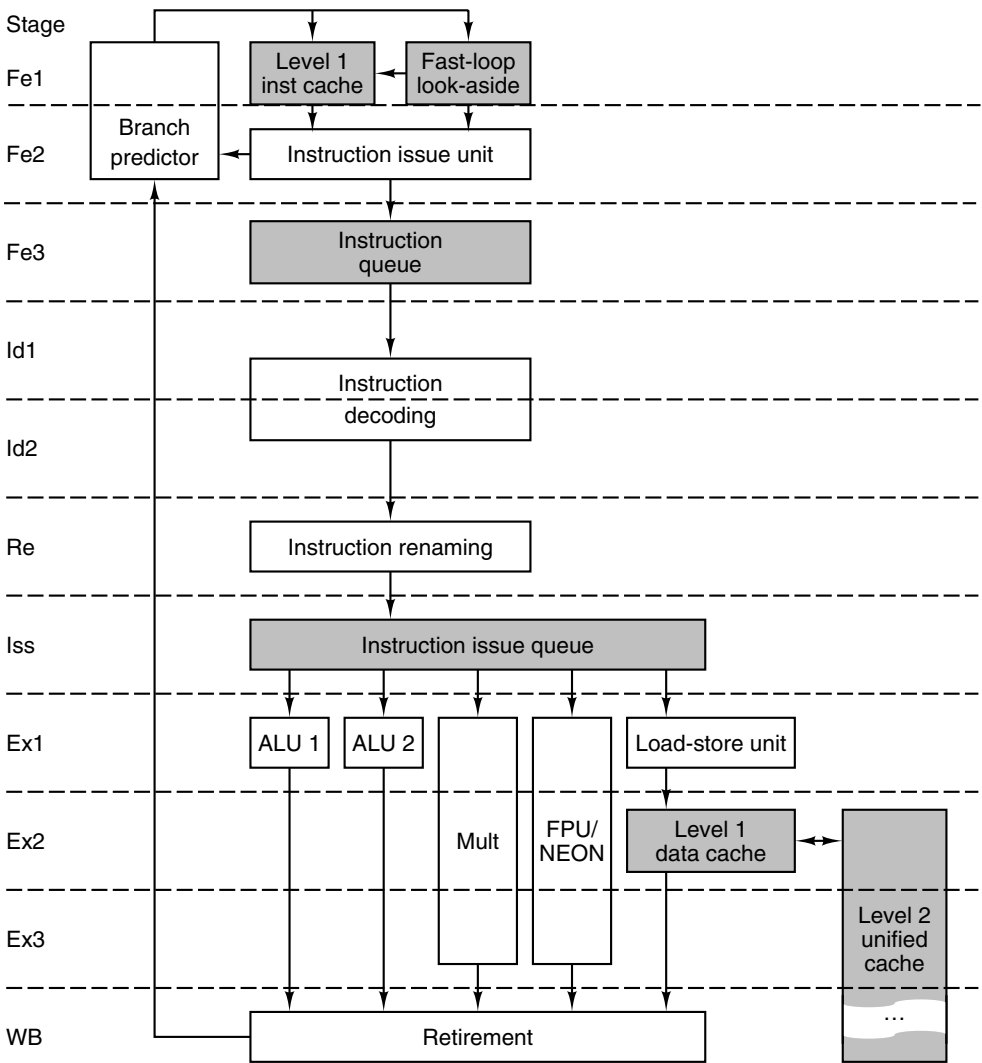 Stage
Fe1
Level 1
inst cache
Fast-loop
look-aside
Branch
predictor
Fe2
Instruction issue unit
Fe3
Instruction
queue
Id1
Instruction
decoding
Id2
Re
Instruction renaming
Iss
Instruction issue queue
Ex1
ALU 1
ALU 2
Load-store unit
Ex2
Mult
FPU/
NEON
Level 1
data cache
Ex3
Level 2
unified
cache
...
WB
Retirement